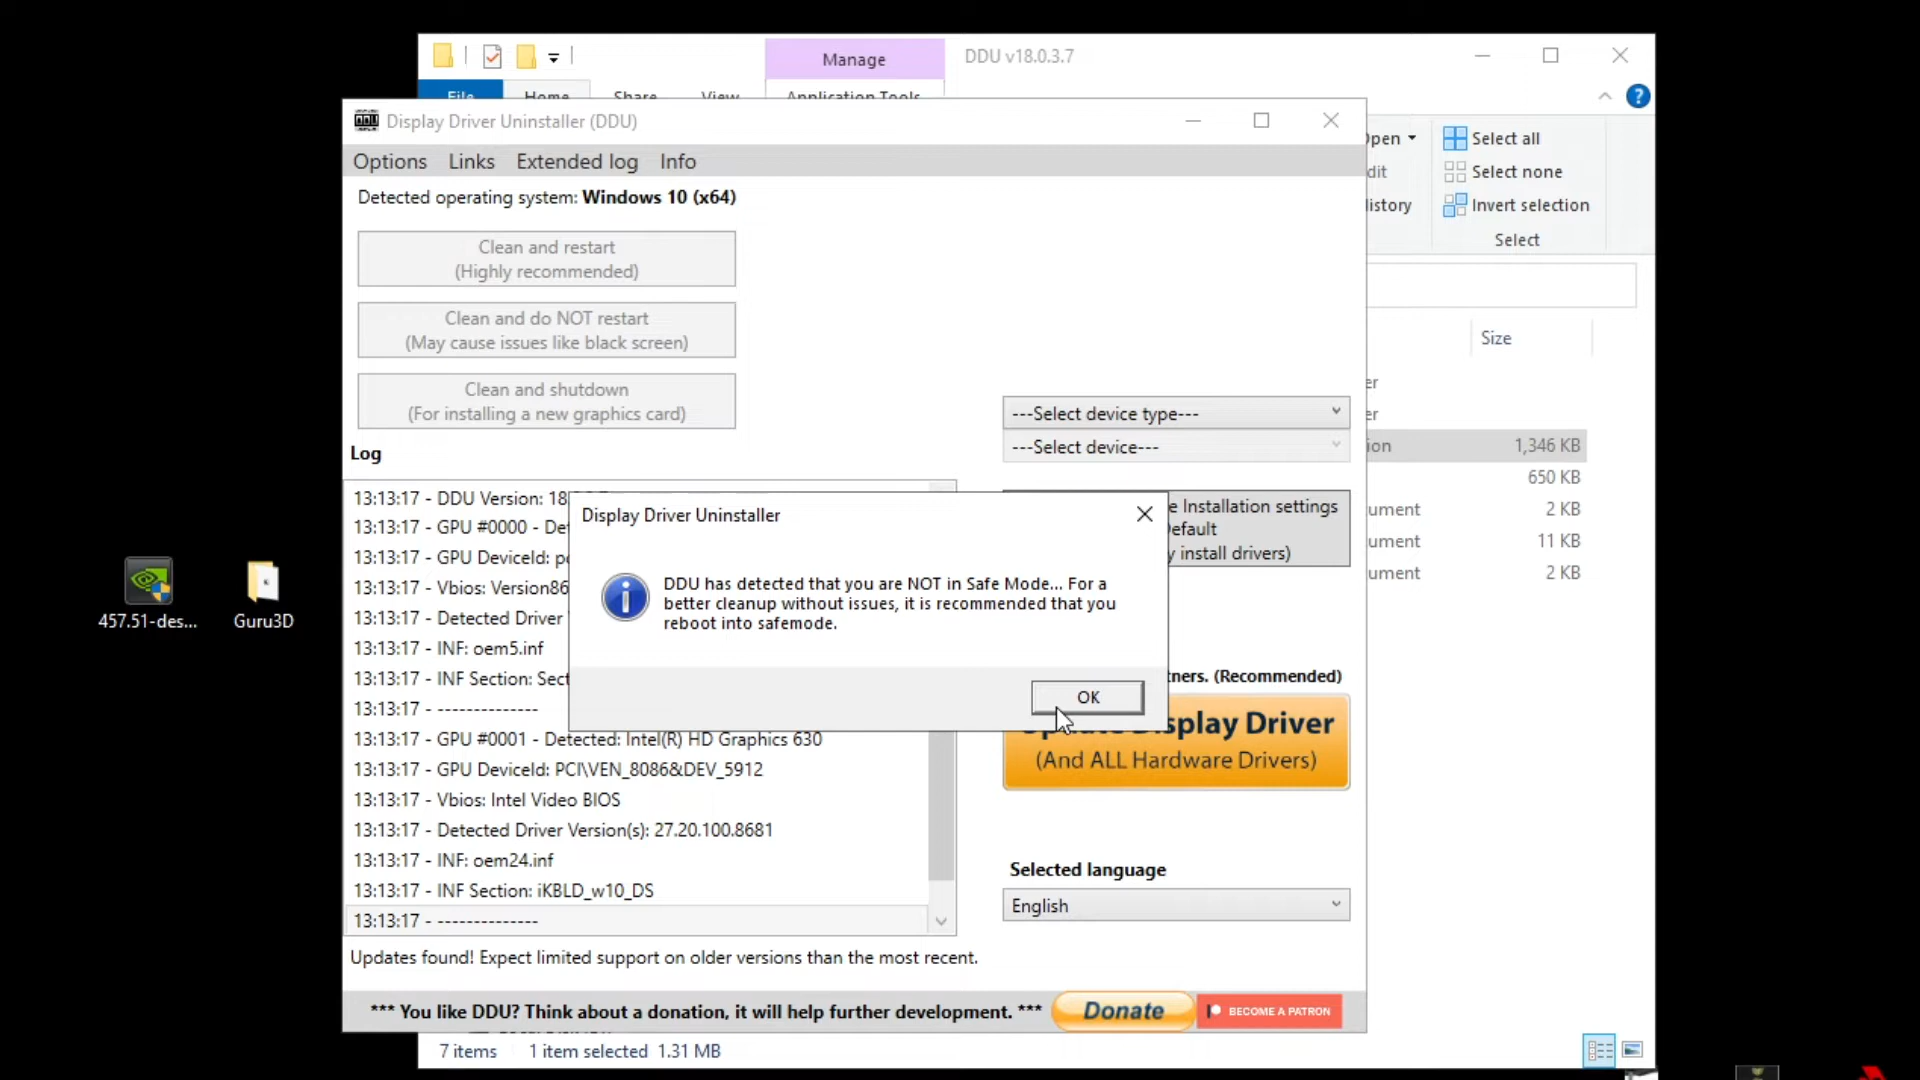 Manage
DDU v18.0.3.7
File
Home
Share
View
Application Tools
Display Driver Uninstaller (DDU)
Options
Links
Extended log
Info
Select all
Select none
History
Invert selection
Select
Detected operating system: Windows 10 (x64)
Clean and restart
(Highly recommended)
Clean and do NOT restart
(May cause issues like black screen)
Clean and shutdown
(For installing a new graphics card)
Size
---Select device type---
---Select device---
1,346 KB
650 KB
2 KB
11 KB
2 KB
Log
13:13:17 - DDU Version: 18
13:13:17 - GPU #0000 - Det
13:13:17 - GPU DeviceId: pc
13:13:17 - Vbios: Version86
13:13:17 - Detected Driver
13:13:17 - INF: oem5.inf
13:13:17 - INF Section: Sect
13:13:17 - --------------
13:13:17 - GPU #0001 - Detected: Intel(R) HD Graphics 630
13:13:17 - GPU DeviceId: PCI\VEN_8086&DEV_5912
13:13:17 - Vbios: Intel Video BIOS
13:13:17 - Detected Driver Version(s): 27.20.100.8681
13:13:17 - INF: oem24.inf
13:13:17 - INF Section: iKBLD_w10_DS
13:13:17 - --------------
Display Driver Uninstaller
DDU has detected that you are NOT in Safe Mode... For a
better cleanup without issues, it is recommended that you
reboot into safemode.
OK
e Installation settings
install drivers)
(Recommended)
Display Driver
(And ALL Hardware Drivers)
457.51-des...
Guru3D
Selected language
English
Updates found! Expect limited support on older versions than the most recent.
*** You like DDU? Think about a donation, it will help further development. ***
Donate
BECOME A PATRON
7 items
1 item selected 1.31 MB